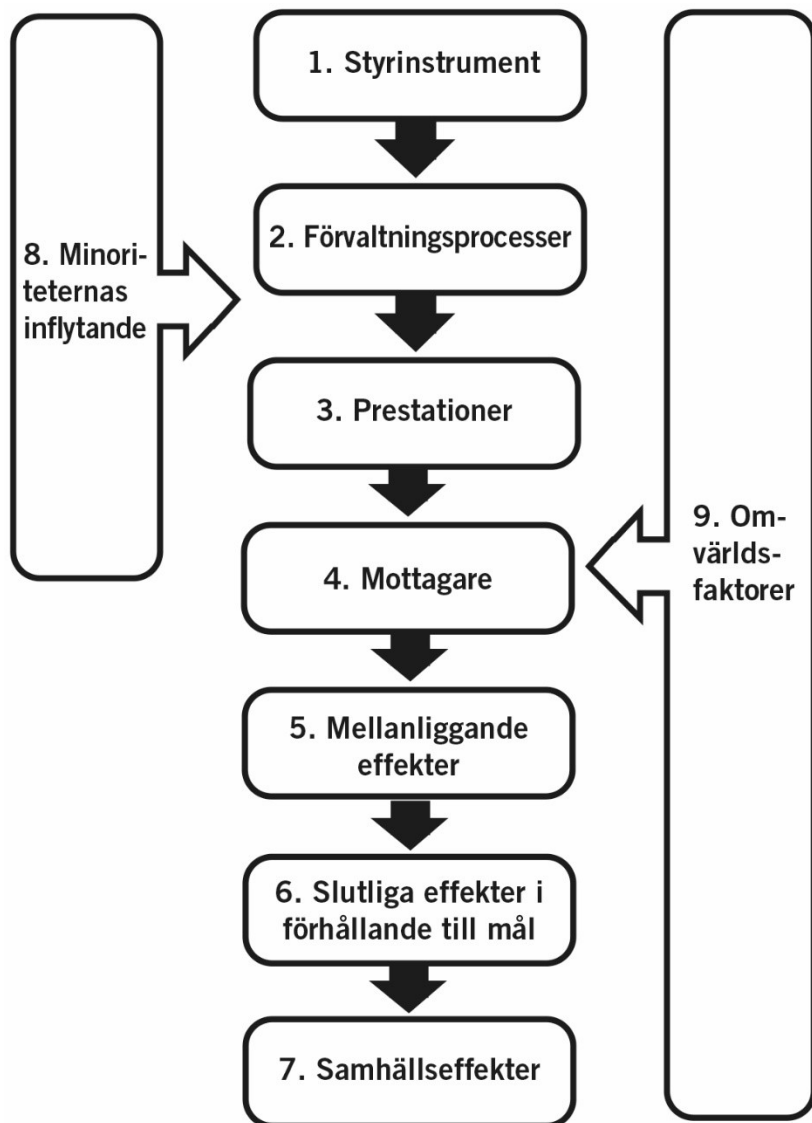 1. Styrinstrument
2. Förvaltningsprocesser
3. Prestationer
4. Mottagare
5. Mellanliggande
effekter
6. Slutliga effekter i
förhållande till mål
7. Samhällseffekter
8. Minori-
teternas
inflytande
9. Om-
världs-
faktorer